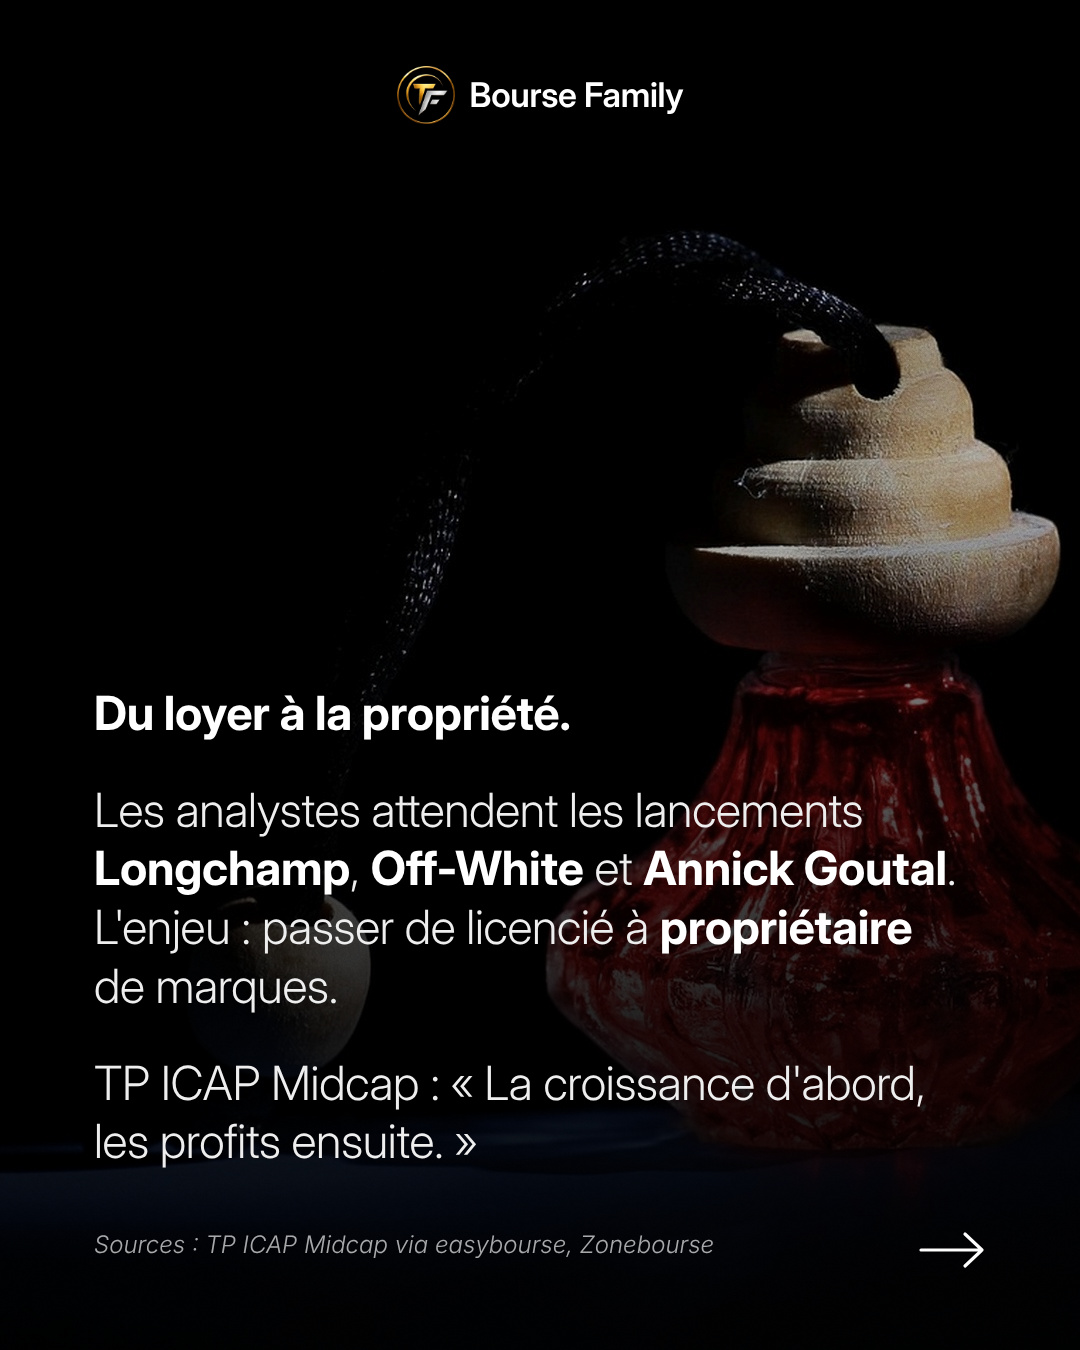 TF Bourse Family
Du loyer à la propriété.
Les analystes attendent les lancements
Longchamp, Off-White et Annick Goutal.
L'enjeu : passer de licencié à propriétaire
de marques.
TP ICAP Midcap : « La croissance d'abord,
les profits ensuite. »
Sources : TP ICAP Midcap via easybourse, Zonebourse